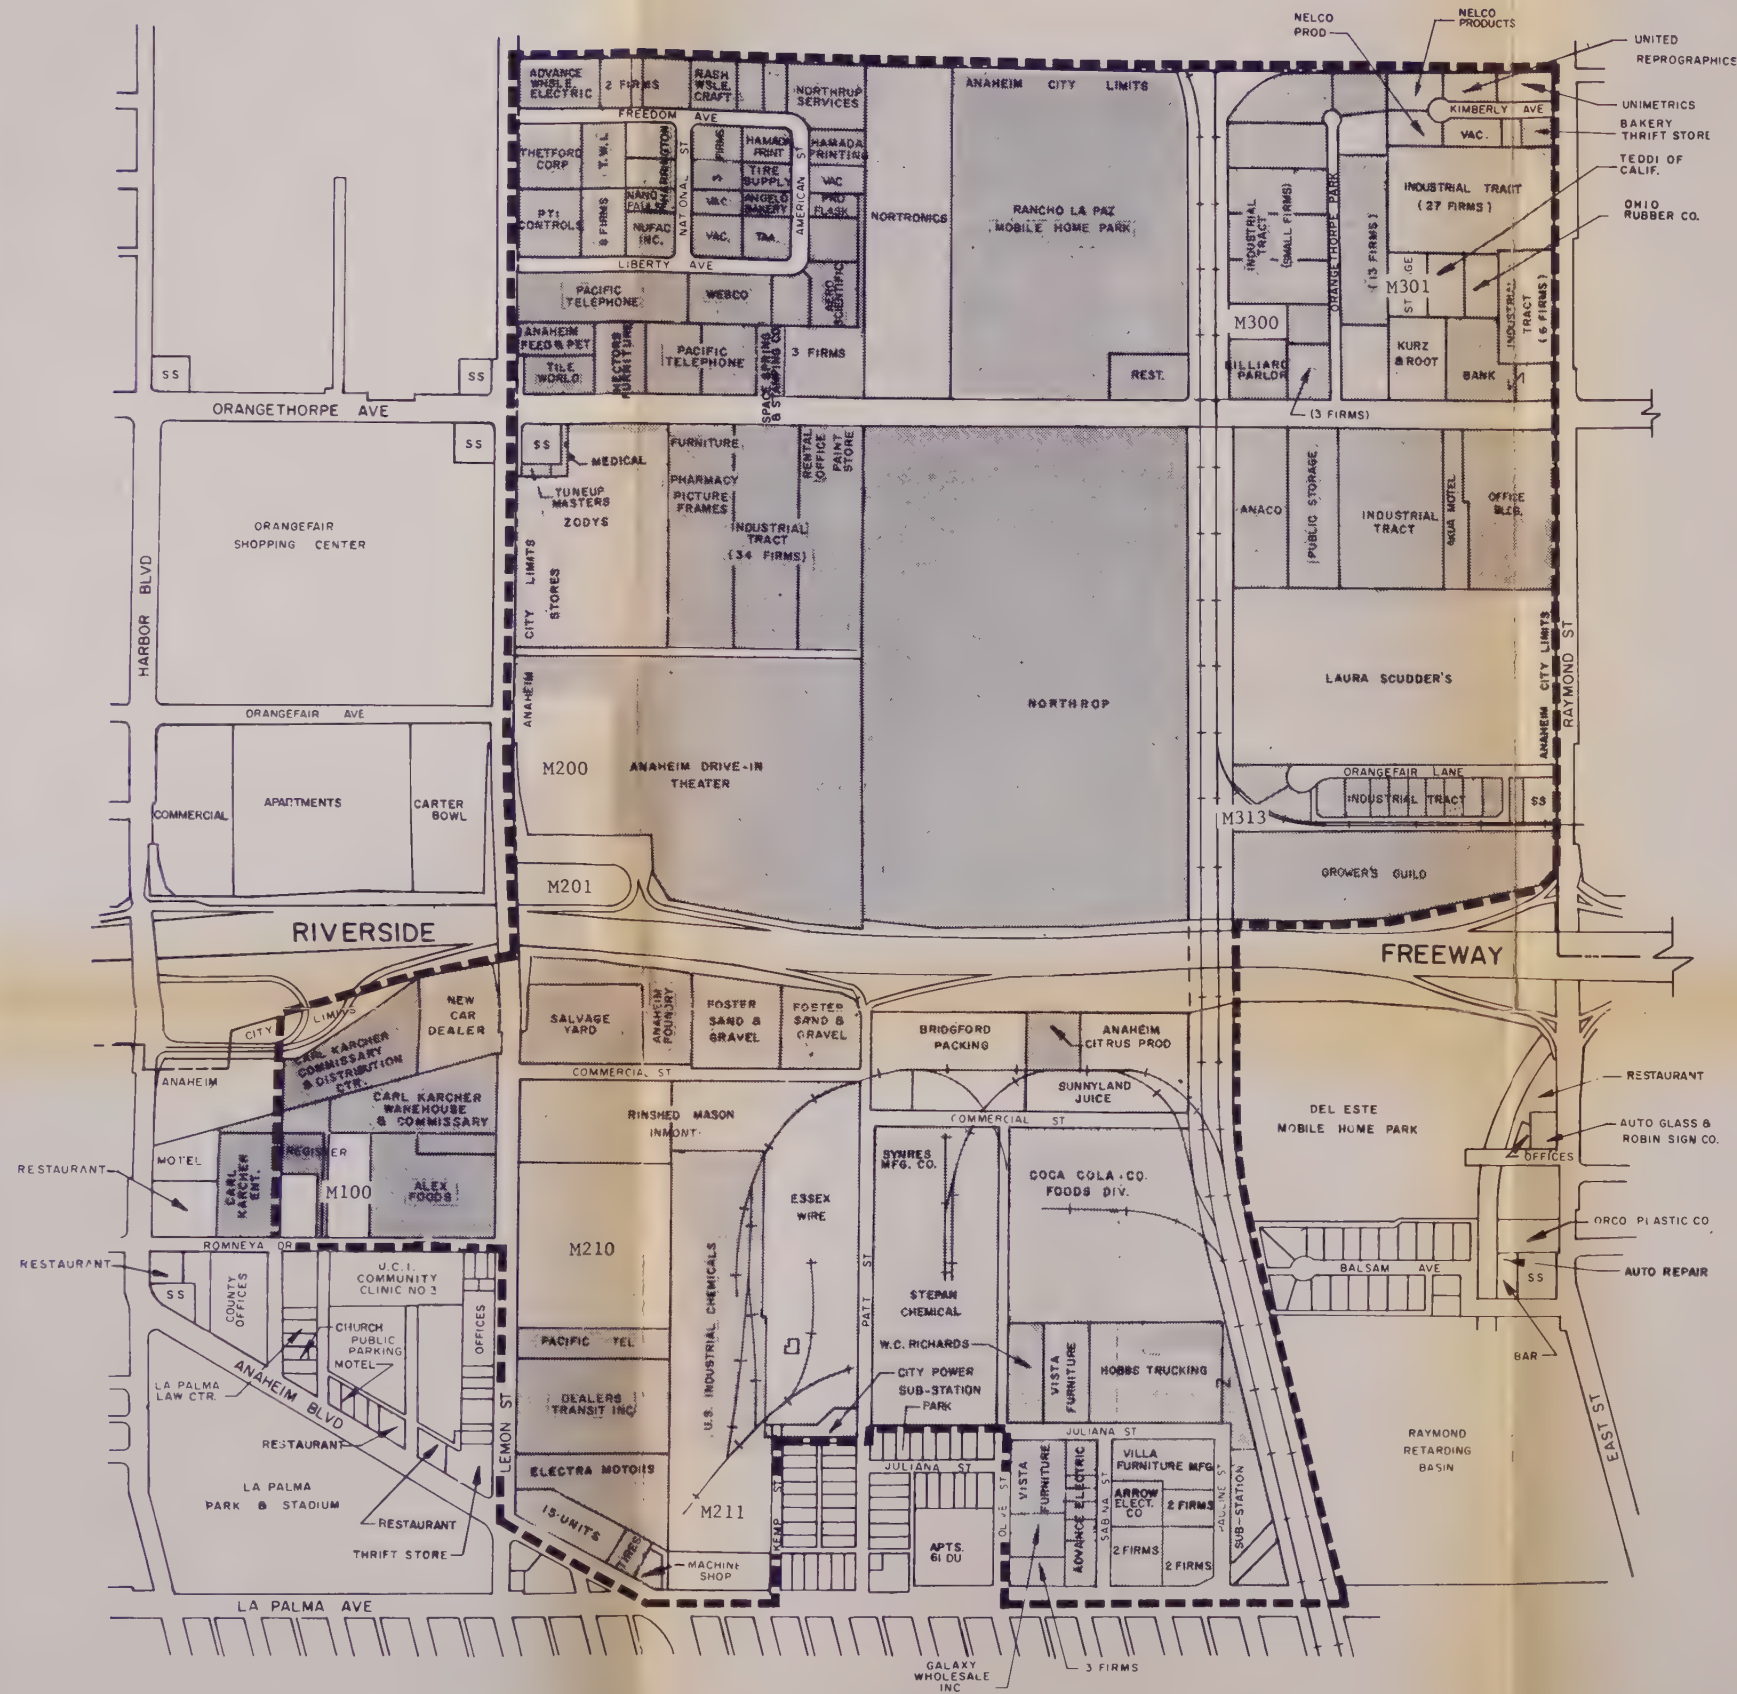 NELCO
PROD
NELCO
PRODUCTS
UNITED
REPROGRAPHICS
UNIMETRICS
BAKERY
THRIFT STORE
TEDDI OF
CALIF.
OHIO
RUBBER CO.
ADVANCE
WHSLE.
ELECTRIC
2 FIRMS
NASH
WSLE.
CRAFT
NORTHRUP
SERVICES
ANAHEIM CITY LIMITS
KIMBERLY AVE
VAC.
FREEDOM AVE
THETFORD
CORP
T.W.I.
HARRINGTON
NATIONAL ST
3 FIRMS
HAMADA
PRINT
TIRE
SUPPLY
ANGELO
BAKERY
TAA.
VAC.
VAC.
AMERICAN ST
HAMADA
PRINTING
VAC
PRO
FLASK
PTI
CONTROLS
8 FIRMS
NUFAC
INC.
LIBERTY AVE
NORTRONICS
RANCHO LA PAZ
MOBILE HOME PARK
INDUSTRIAL
TRACT
(SMALL FIRMS)
ORANGETHORPE PARK
(13 FIRMS)
INDUSTRIAL TRACT
(27 FIRMS)
M301
INDUSTRIAL
TRACT
(6 FIRMS)
PACIFIC
TELEPHONE
WEBCO
AERO
SCIENTIFIC
ANAHEIM
FEED & PET
TILE
WORLD
HECTORS
FURNITURE
PACIFIC
TELEPHONE
SPACE SPRING
& STAMPING CO.
3 FIRMS
REST.
M300
BILLIARD
PARLOR
KURZ
& ROOT
BANK
(3 FIRMS)
SS
SS
ORANGETHORPE AVE
SS
SS
MEDICAL
TUNEUP
MASTERS
ZODYS
FURNITURE
PHARMACY
PICTURE
FRAMES
RENTAL
OFFICE
PAINT
STORE
INDUSTRIAL
TRACT
(34 FIRMS)
ANACO
PUBLIC STORAGE
INDUSTRIAL
TRACT
AKUA MOTEL
OFFICE
BLDG.
ORANGEFAIR
SHOPPING CENTER
HARBOR BLVD
ANAHEIM CITY LIMITS
STORES
NORTHROP
LAURA SCUDDER'S
ANAHEIM CITY LIMITS
RAYMOND ST
ORANGEFAIR AVE
M200
ANAHEIM DRIVE-IN
THEATER
COMMERCIAL
APARTMENTS
CARTER
BOWL
ORANGEFAIR LANE
INDUSTRIAL TRACT
SS
M313
GROWER'S GUILD
M201
RIVERSIDE
FREEWAY
CITY LIMITS
ANAHEIM
NEW
CAR
DEALER
CARL KARCHER
COMMISSARY
& DISTRIBUTION
CTR.
CARL KARCHER
WAREHOUSE
& COMMISSARY
SALVAGE
YARD
ANAHEIM
FOUNDRY
FOSTER
SAND &
GRAVEL
FOSTER
SAND &
GRAVEL
BRIDGFORD
PACKING
ANAHEIM
CITRUS PROD
COMMERCIAL ST
SUNNYLAND
JUICE
COMMERCIAL ST
RINSHED MASON
INMONT
MOTEL
RESTAURANT
CARL
KARCHER
ENT.
REGISTER
M100
ALEX
FOODS
ROMNEYA DR
SYNRES
MFG. CO.
ESSEX
WIRE
COCA COLA CO.
FOODS DIV.
DEL ESTE
MOBILE HOME PARK
RESTAURANT
AUTO GLASS &
ROBIN SIGN CO.
OFFICES
ORCO PLASTIC CO.
BALSAM AVE
SS
AUTO REPAIR
BAR
M210
U.S. INDUSTRIAL CHEMICALS
PATT ST
STEPAN
CHEMICAL
RESTAURANT
SS
COUNTY
OFFICES
U.C.I.
COMMUNITY
CLINIC NO 3
OFFICES
CHURCH
PUBLIC
PARKING
MOTEL
LA PALMA
LAW CTR.
ANAHEIM BLVD
RESTAURANT
LEMON ST
PACIFIC TEL
DEALERS
TRANSIT INC
W.C. RICHARDS
CITY POWER
SUB-STATION
PARK
VISTA
FURNITURE
HOBBS TRUCKING
2
JULIANA ST
ELECTRA MOTORS
LA PALMA
PARK & STADIUM
RESTAURANT
THRIFT STORE
15-UNITS
TIRES
MACHINE
SHOP
M211
KEMP ST
JULIANA ST
APTS.
61 DU
OLIVE ST
VISTA
FURNITURE
ADVANCE ELECTRIC
SABINA ST
VILLA
FURNITURE MFG
ARROW
ELECT.
CO
2 FIRMS
2 FIRMS
2 FIRMS
PAULINE ST
SUB-STATION
RAYMOND
RETARDING
BASIN
EAST ST
LA PALMA AVE
GALAXY
WHOLESALE
INC
3 FIRMS